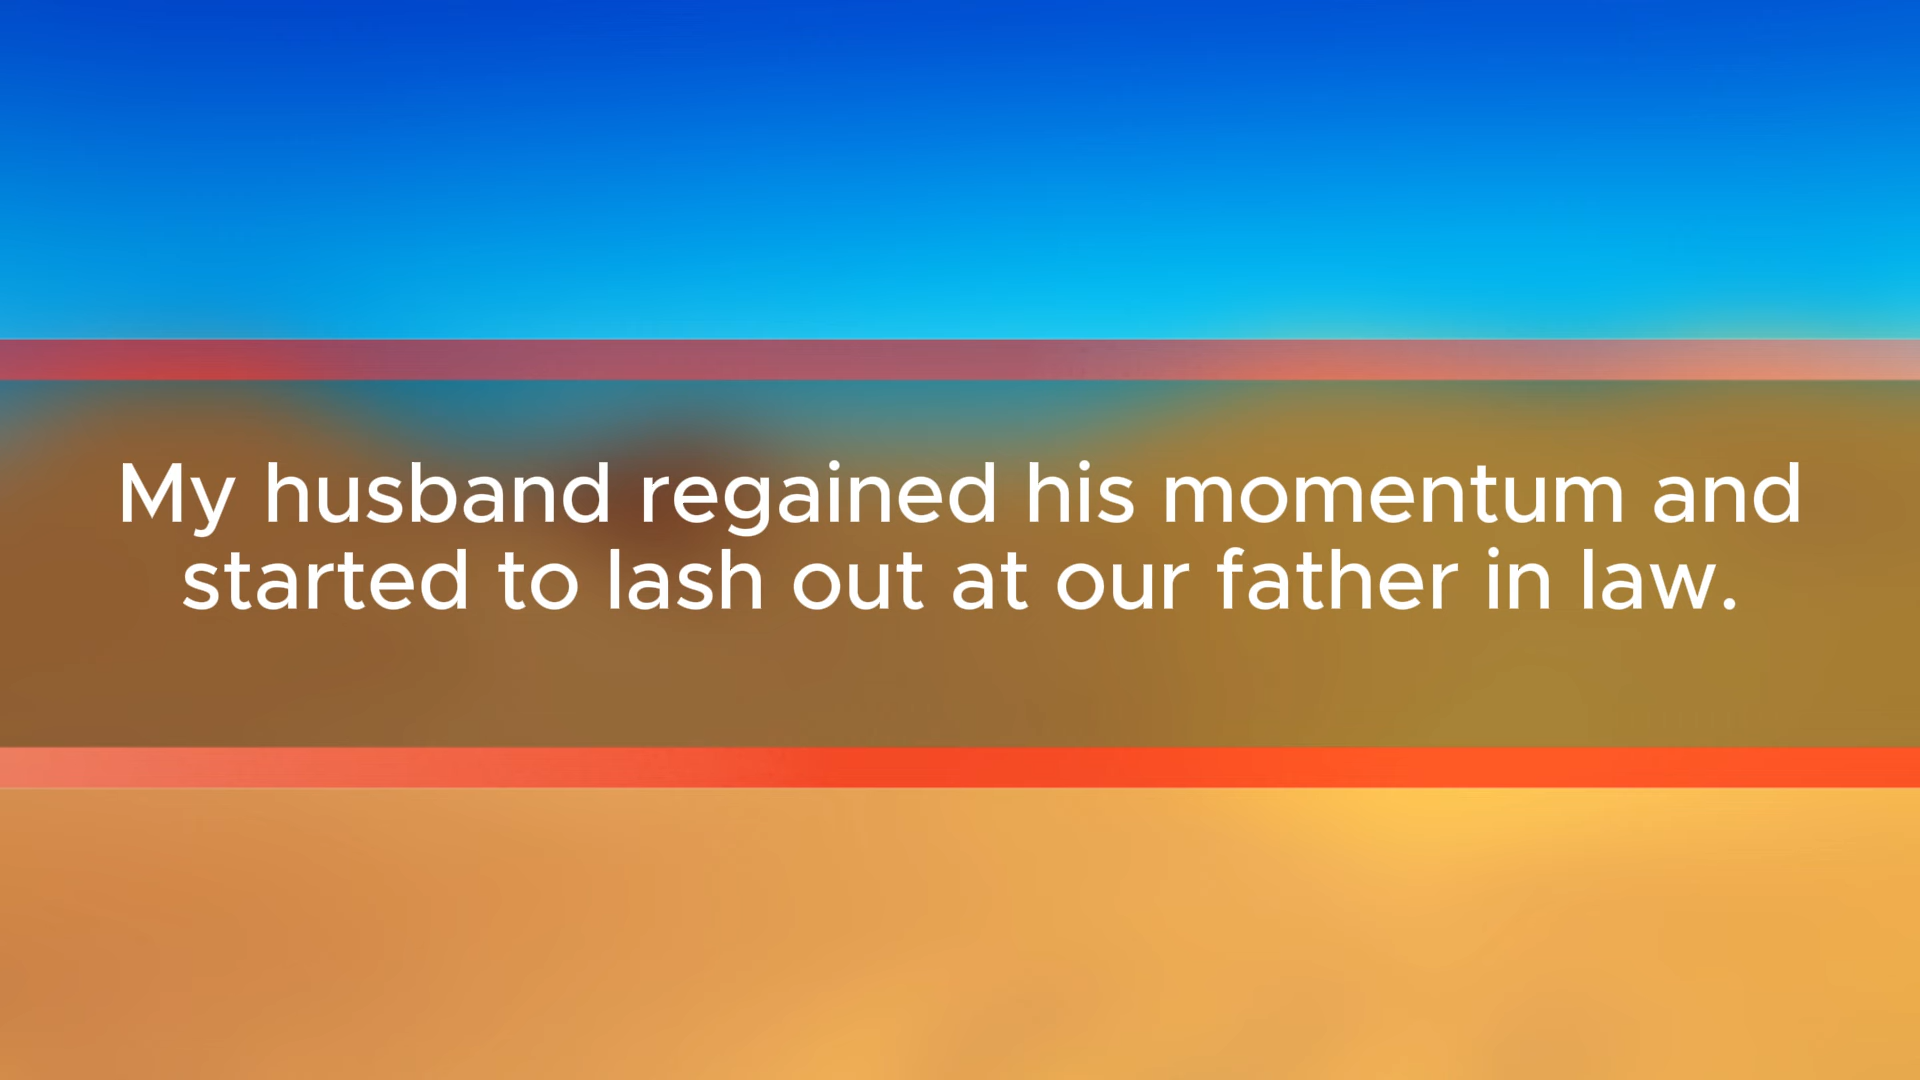 My husband regained his momentum and
started to lash out at our father in law.